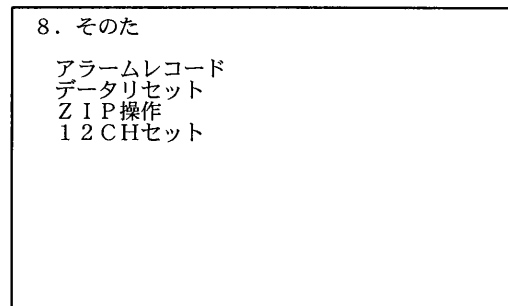 ８．そのた
アラームレコード
データリセット
ＺＩＰ操作
１２ＣＨセット